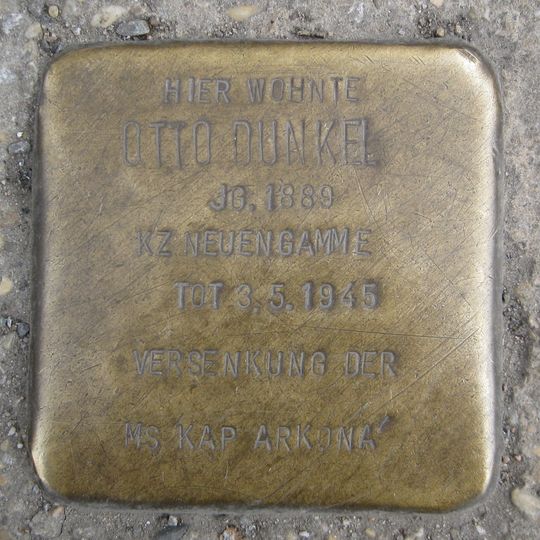 HIER WOHNTE
OTTO DUNKEL
JG. 1889
KZ NEUENGAMME
TOT 3.5.1945
VERSENKUNG DER
MS 'KAP ARKONA'